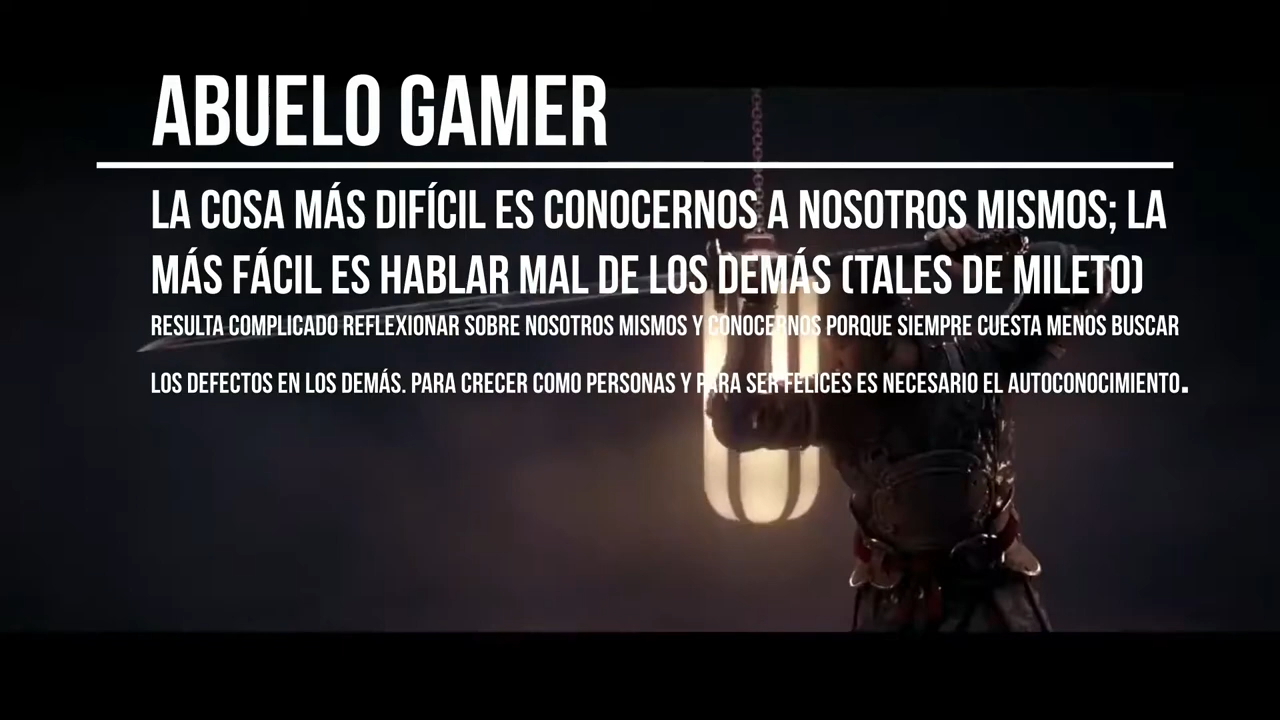 ABUELO GAMER
LA COSA MÁS DIFÍCIL ES CONOCERNOS A NOSOTROS MISMOS; LA
MÁS FÁCIL ES HABLAR MAL DE LOS DEMÁS (TALES DE MILETO)
RESULTA COMPLICADO REFLEXIONAR SOBRE NOSOTROS MISMOS Y CONOCERNOS PORQUE SIEMPRE CUESTA MENOS BUSCAR
LOS DEFECTOS EN LOS DEMÁS. PARA CRECER COMO PERSONAS Y PARA SER FELICES ES NECESARIO EL AUTOCONOCIMIENTO.